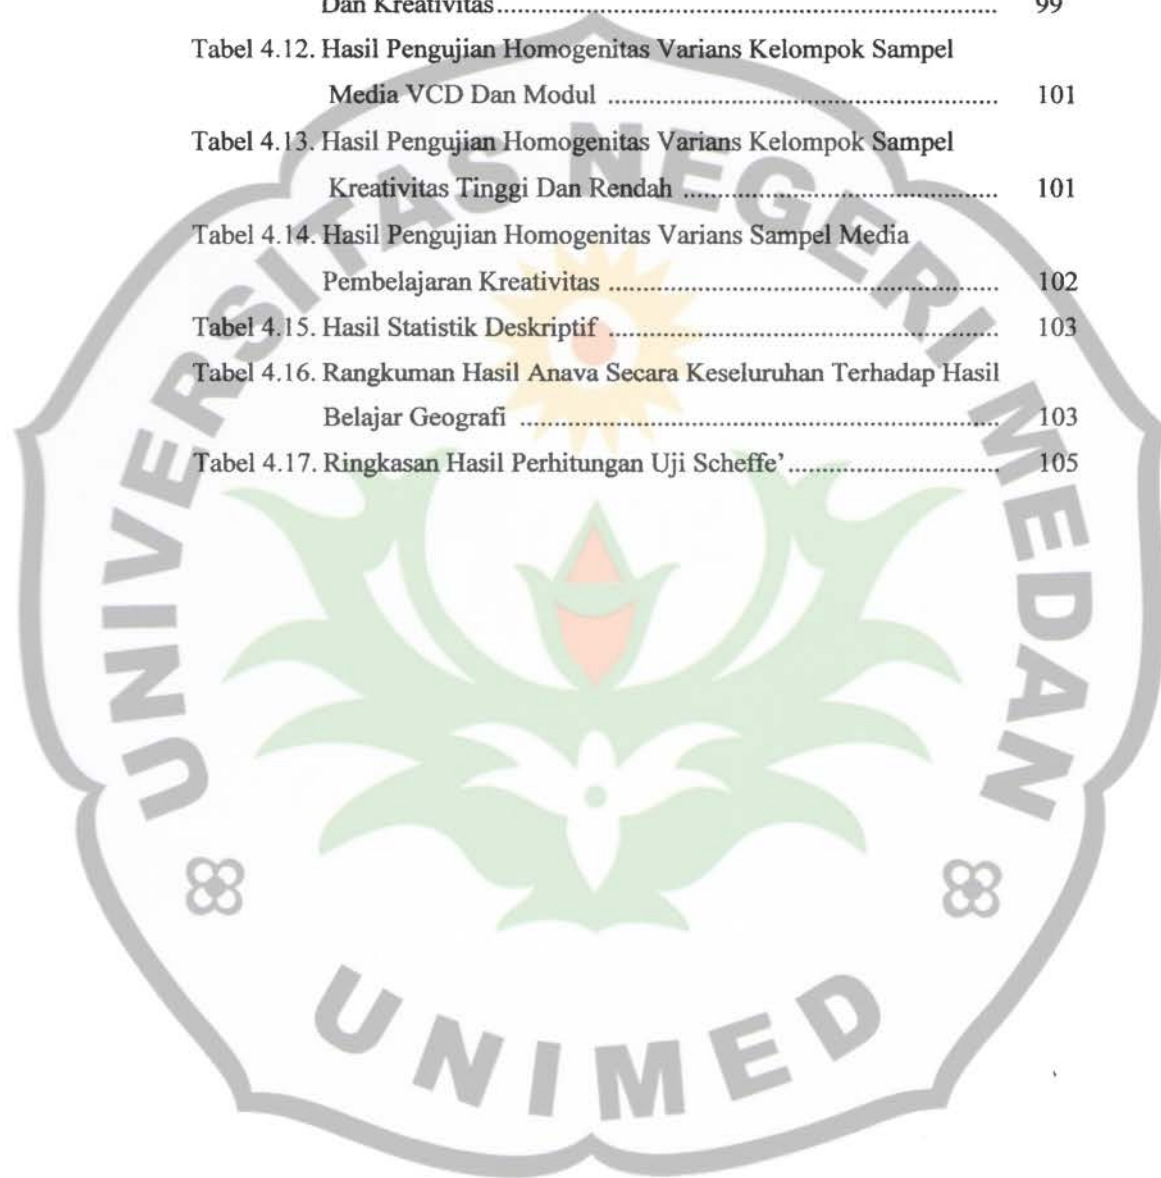 Dan Kreativitas........................................................................ 99
Tabel 4.12. Hasil Pengujian Homogenitas Varians Kelompok Sampel
Media VCD Dan Modul ........................................................ 101
Tabel 4.13. Hasil Pengujian Homogenitas Varians Kelompok Sampel
Kreativitas Tinggi Dan Rendah ............................................. 101
Tabel 4.14. Hasil Pengujian Homogenitas Varians Sampel Media
Pembelajaran Kreativitas ........................................................ 102
Tabel 4.15. Hasil Statistik Deskriptif ........................................................ 103
Tabel 4.16. Rangkuman Hasil Anava Secara Keseluruhan Terhadap Hasil
Belajar Geografi ..................................................................... 103
Tabel 4.17. Ringkasan Hasil Perhitungan Uji Scheffe’.............................. 105
UNIVERSITAS NEGERI MEDAN
UNIMED